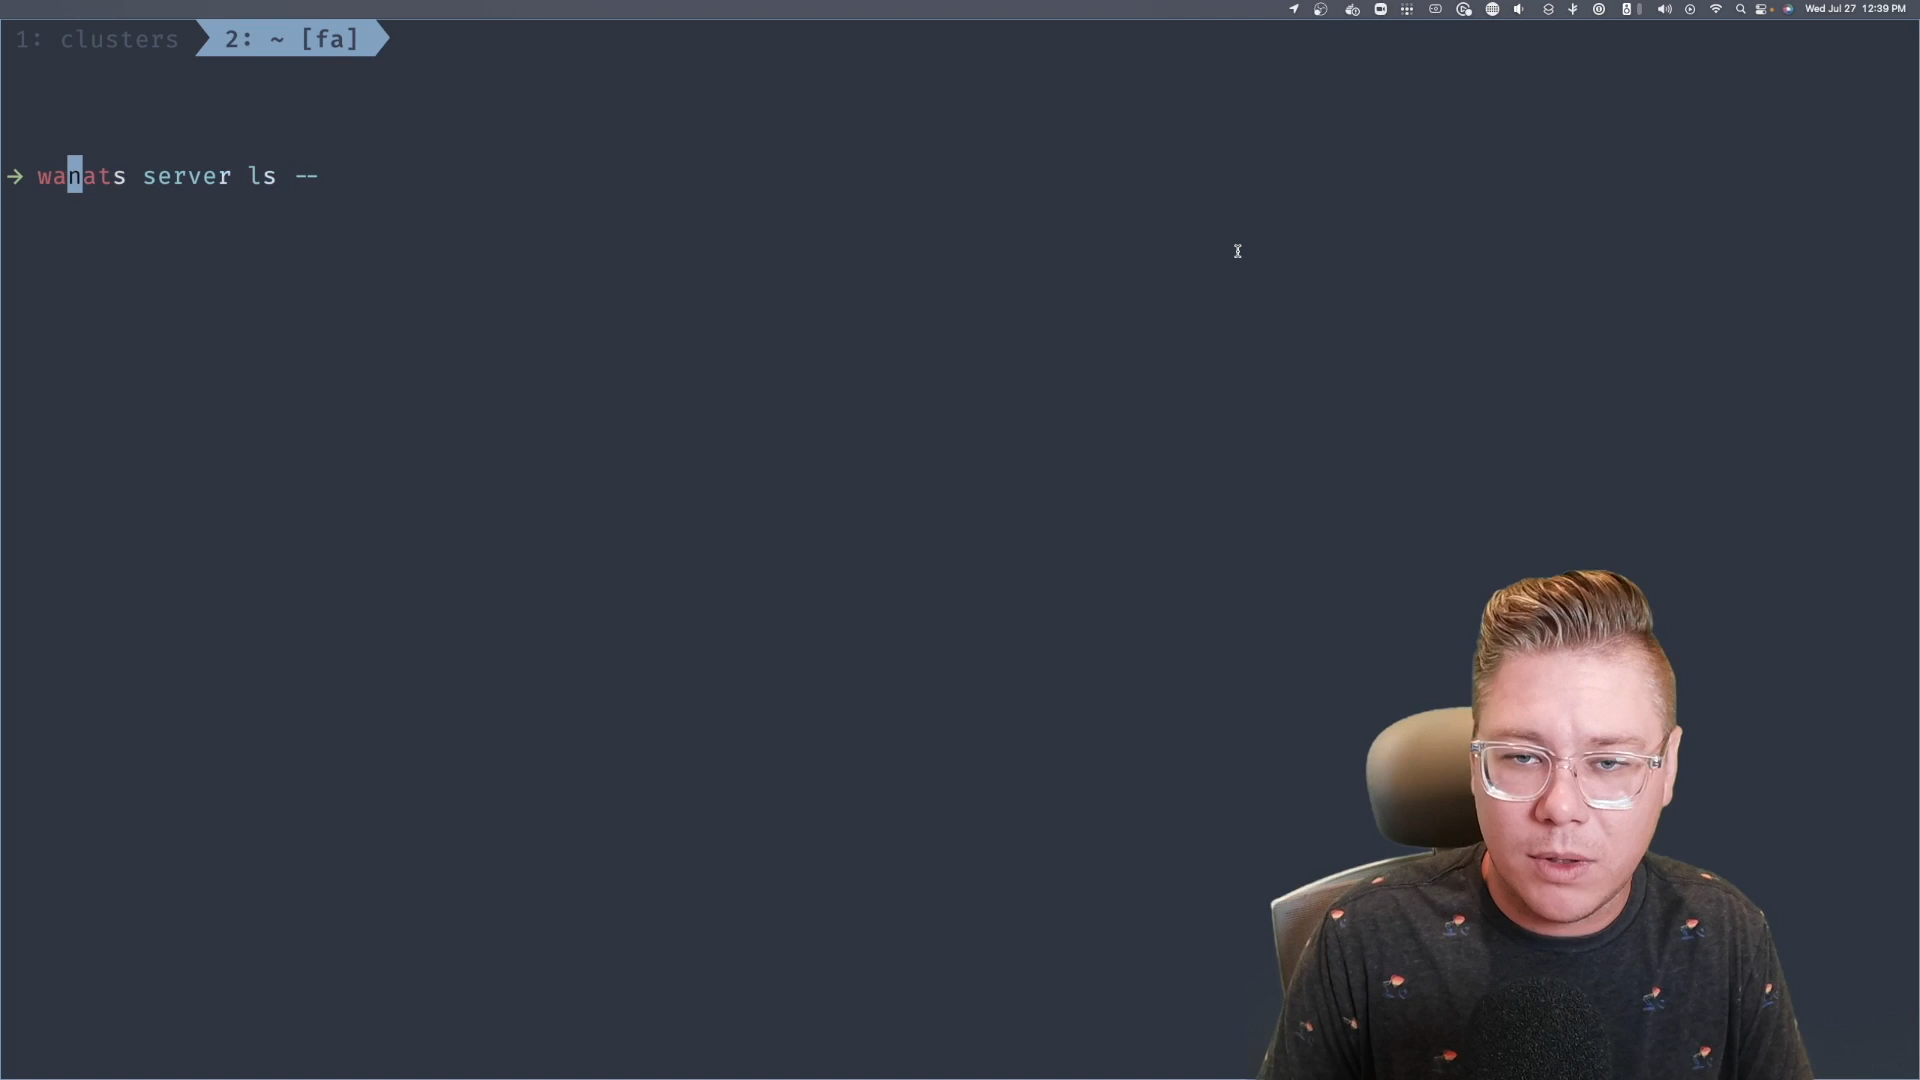 Wed Jul 27 12:39 PM
1: clusters 2: ~ [fa]
→ wanats server ls --